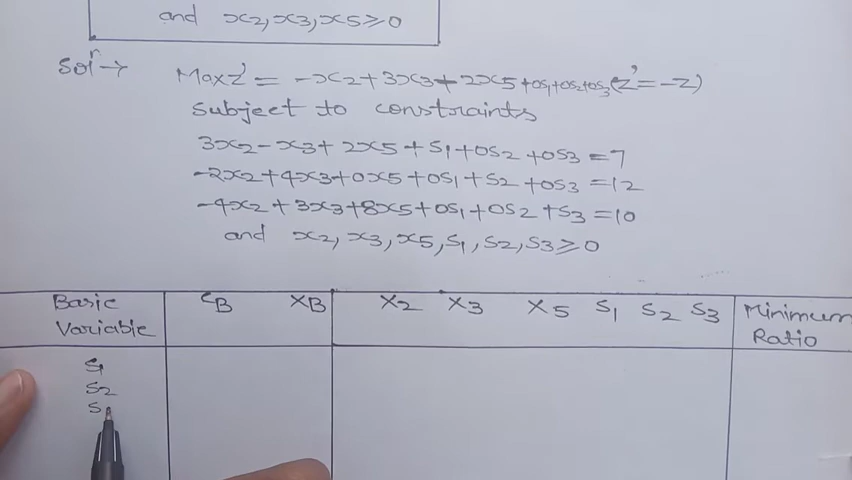 and x2, x3, x5 ≥ 0
Solⁿ →
Max Z' = -x2 + 3x3 - 2x5 + 0s1 + 0s2 + 0s3 (Z' = -Z)
Subject to constraints
3x2 - x3 + 2x5 + s1 + 0s2 + 0s3 = 7
-2x2 + 4x3 + 0x5 + 0s1 + s2 + 0s3 = 12
-4x2 + 3x3 + 8x5 + 0s1 + 0s2 + s3 = 10
and x2, x3, x5, s1, s2, s3 ≥ 0
Basic Variable CB XB X2 X3 X5 S1 S2 S3 Minimum Ratio
S1
S2
S